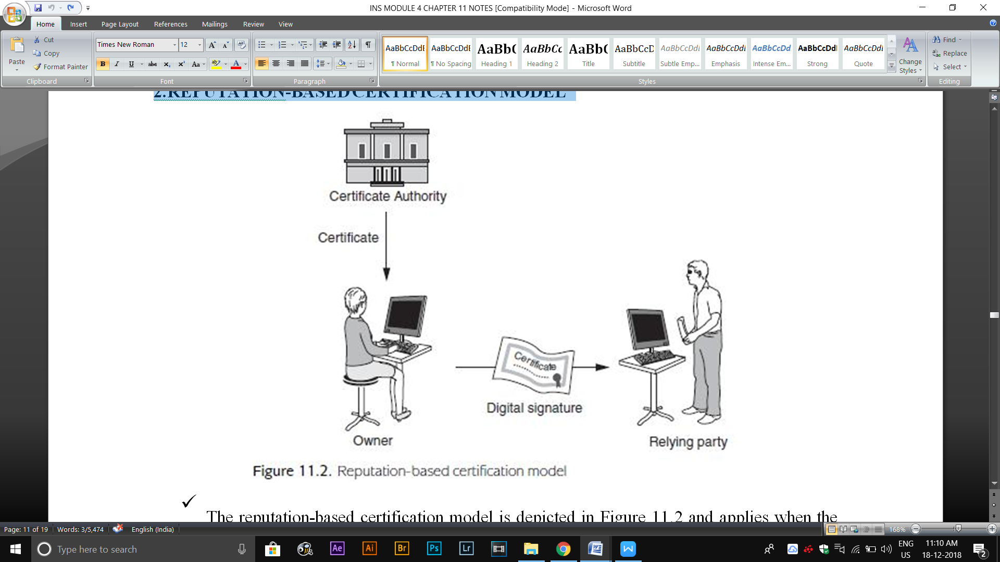 INS MODULE 4 CHAPTER 11 NOTES [Compatibility Mode] - Microsoft Word
Home Insert Page Layout References Mailings Review View
Paste
Cut
Copy
Format Painter
Clipboard
Times New Roman 12
Font
Paragraph
AaBbCcDdE AaBbCcDdE AaBbC AaBbCc AaBbC AaBbCcD AaBbCcDdI AaBbCcDdI AaBbCcDd AaBbCcDdI AaBbCcDdI
¶ Normal ¶ No Spacing Heading 1 Heading 2 Title Subtitle Subtle Emp... Emphasis Intense Em... Strong Quote
Styles
Change Styles
Find
Replace
Select
Editing
2.REPUTATION-BASED CERTIFICATION MODEL
Certificate Authority
Certificate
Certificate
Digital signature
Owner
Relying party
Figure 11.2. Reputation-based certification model
The reputation-based certification model is depicted in Figure 11.2 and applies when the
Page: 11 of 19 Words: 3/5,474 English (India) 168%
Type here to search
Ae Ai Br Ps Lr
ENG US
11:10 AM
18-12-2018
2